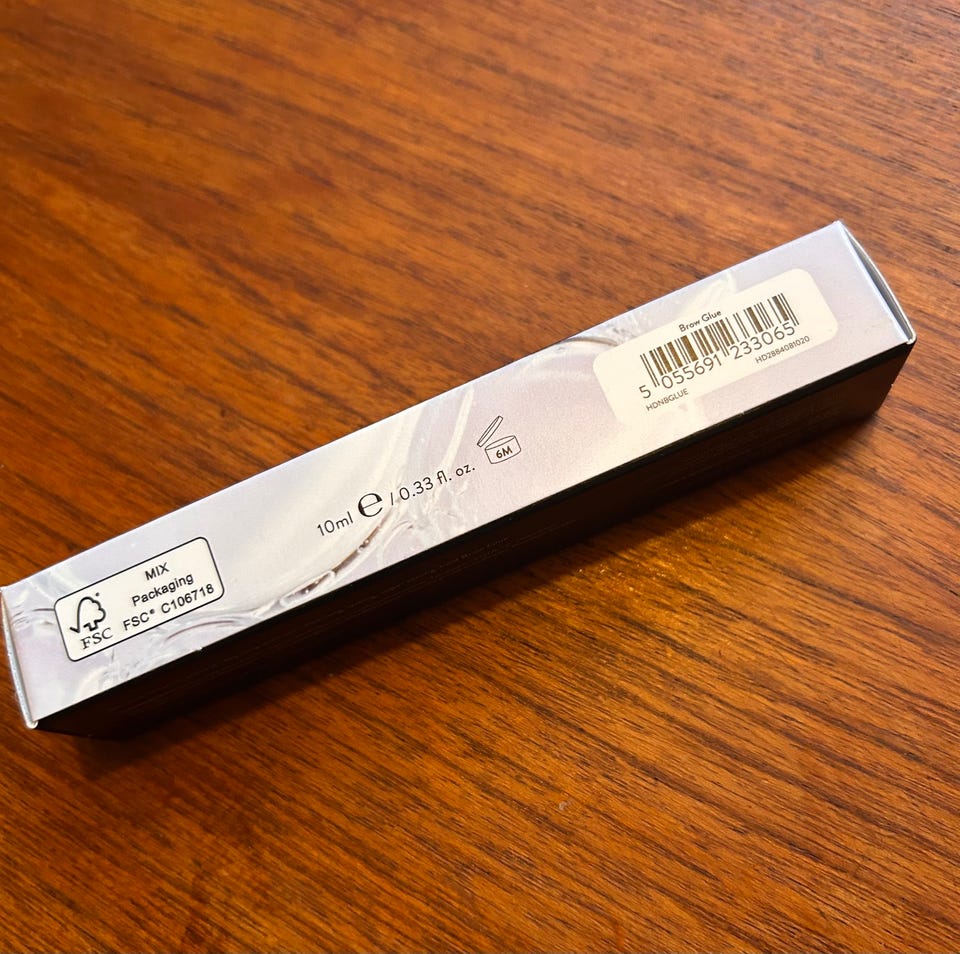 MIX
Packaging
FSC® C106718
FSC
10ml e / 0.33 fl. oz.
6M
Brow Glue
5 055691 233065
HDNBGLUE
HD2884081020